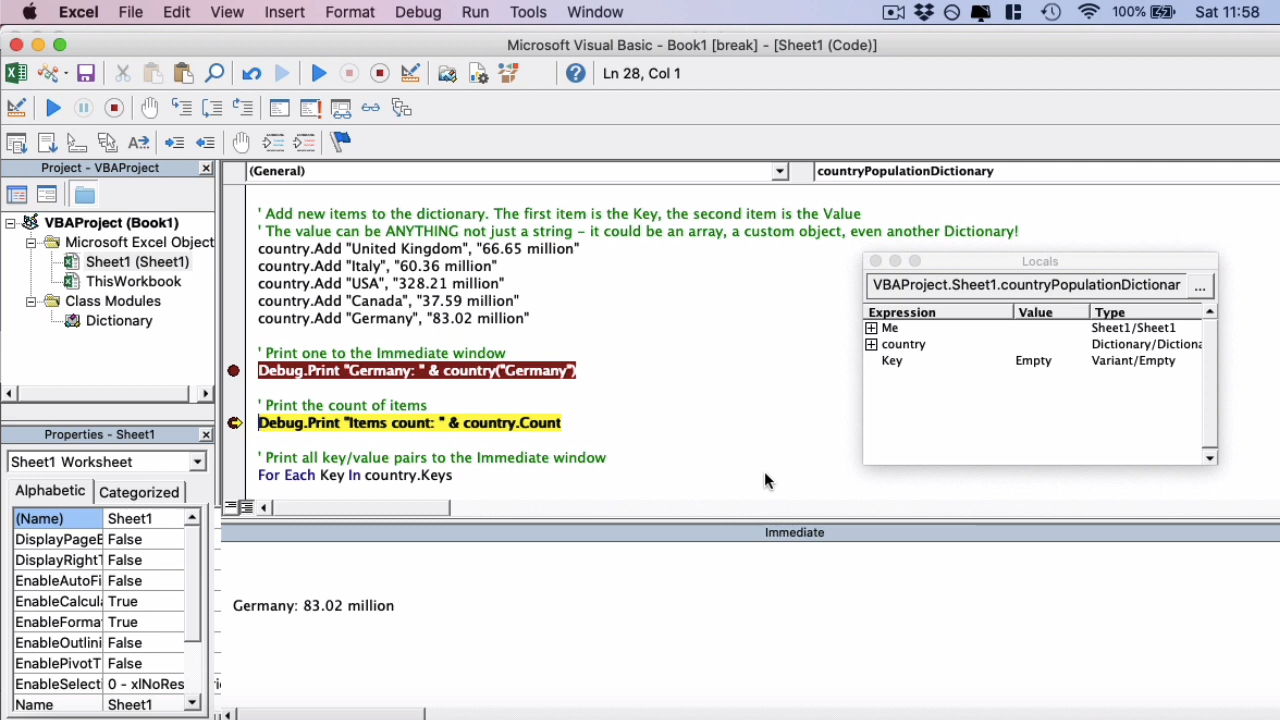 Excel File Edit View Insert Format Debug Run Tools Window 100% Sat 11:58
Microsoft Visual Basic - Book1 [break] - [Sheet1 (Code)]
Ln 28, Col 1
Project - VBAProject
(General)
countryPopulationDictionary
VBAProject (Book1)
Microsoft Excel Object
Sheet1 (Sheet1)
ThisWorkbook
Class Modules
Dictionary
' Add new items to the dictionary. The first item is the Key, the second item is the Value
' The value can be ANYTHING not just a string - it could be an array, a custom object, even another Dictionary!
country.Add "United Kingdom", "66.65 million"
country.Add "Italy", "60.36 million"
country.Add "USA", "328.21 million"
country.Add "Canada", "37.59 million"
country.Add "Germany", "83.02 million"
' Print one to the Immediate window
Debug.Print "Germany: " & country("Germany")
' Print the count of items
Debug.Print "Items count: " & country.Count
' Print all key/value pairs to the Immediate window
For Each Key In country.Keys
Locals
VBAProject.Sheet1.countryPopulationDictionar
...
Expression Value Type
Me Sheet1/Sheet1
country Dictionary/Dictiona
Key Empty Variant/Empty
Properties - Sheet1
Sheet1 Worksheet
Alphabetic Categorized
(Name) Sheet1
DisplayPageB False
DisplayRightT False
EnableAutoFi False
EnableCalcula True
EnableFormat True
EnableOutlini False
EnablePivotT False
EnableSelecti 0 - xlNoRes
Name Sheet1
Immediate
Germany: 83.02 million